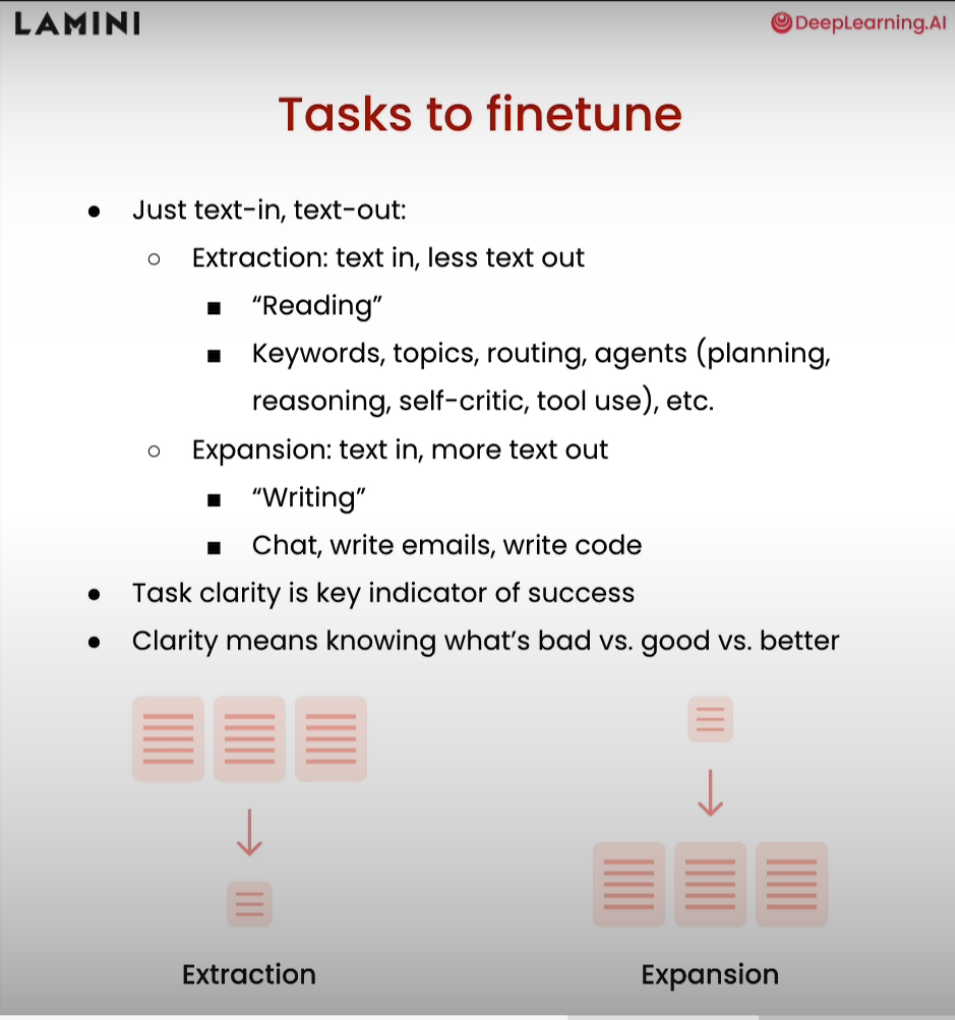 LAMINI
DeepLearning.AI
Tasks to finetune
● Just text-in, text-out:
○ Extraction: text in, less text out
■ “Reading”
■ Keywords, topics, routing, agents (planning,
reasoning, self-critic, tool use), etc.
○ Expansion: text in, more text out
■ “Writing”
■ Chat, write emails, write code
● Task clarity is key indicator of success
● Clarity means knowing what’s bad vs. good vs. better
Extraction
Expansion